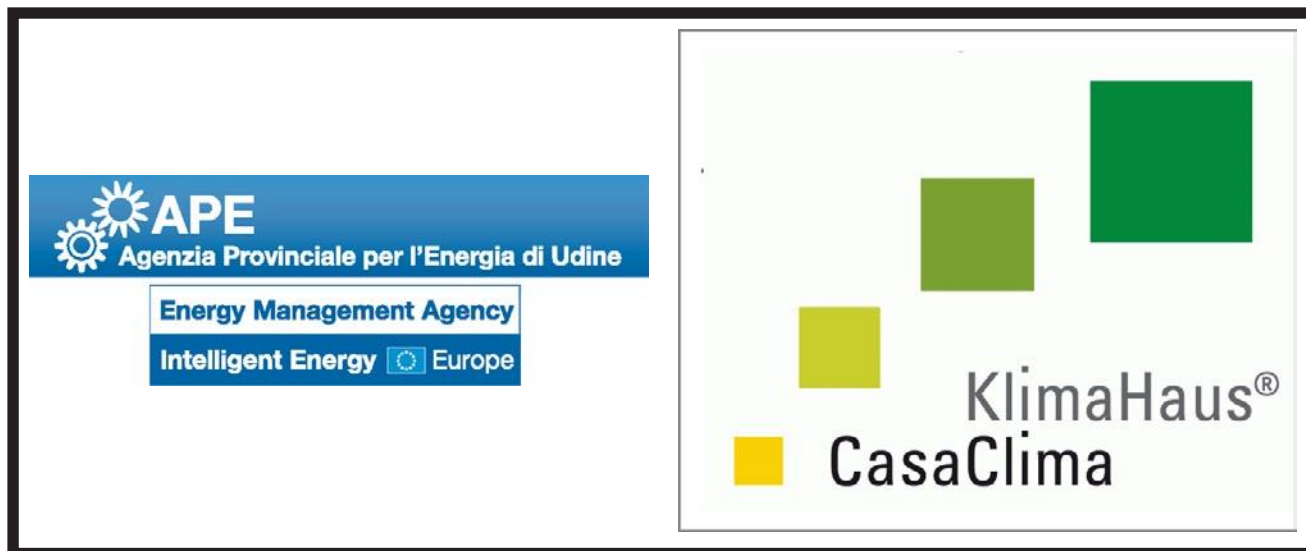 APE
Agenzia Provinciale per l'Energia di Udine
Energy Management Agency
Intelligent Energy Europe
KlimaHaus®
CasaClima